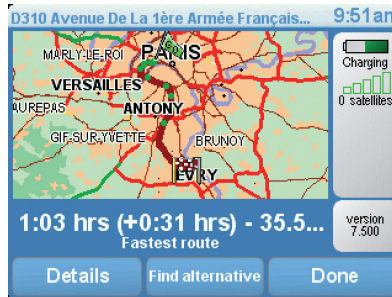 D310 Avenue De La 1ère Armée Français... 9:51am
MARLY-LE-ROI PARIS
Charging
VERSAILLES
0 satellites
AUREPAS ANTONY
GIF-SUR-YVETTE BRUNOY
EVRY
1:03 hrs (+0:31 hrs) - 35.5...
Fastest route
version
7.500
Details Find alternative Done